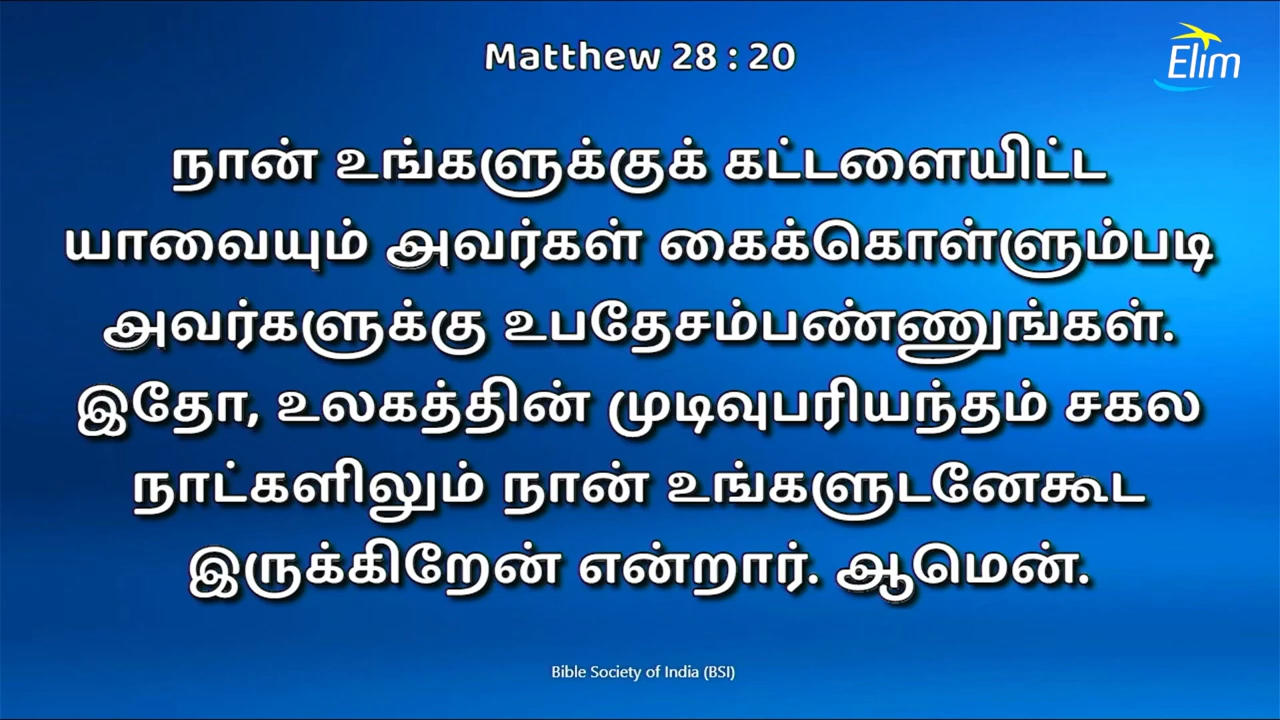 Matthew 28 : 20
Elim
நான் உங்களுக்குக் கட்டளையிட்ட
யாவையும் அவர்கள் கைக்கொள்ளும்படி
அவர்களுக்கு உபதேசம்பண்ணுங்கள்.
இதோ, உலகத்தின் முடிவுபரியந்தம் சகல
நாட்களிலும் நான் உங்களுடனேகூட
இருக்கிறேன் என்றார். ஆமென்.
Bible Society of India (BSI)